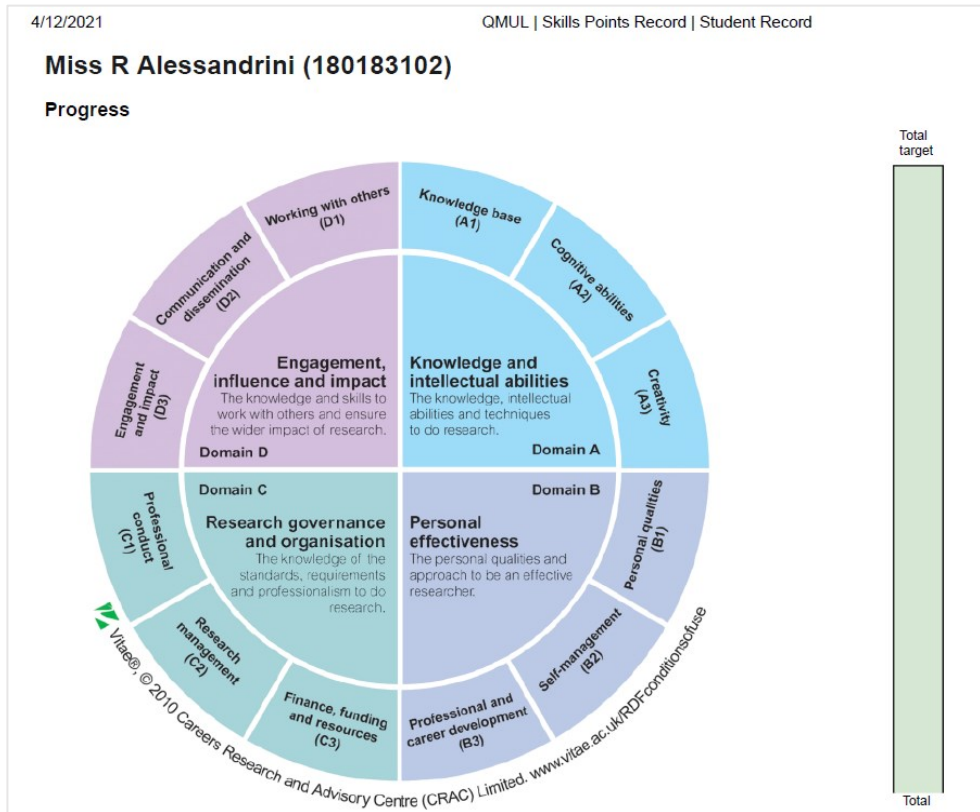 4/12/2021
QMUL | Skills Points Record | Student Record
Miss R Alessandrini (180183102)
Progress
Total
target
Working with others
(D1)
Knowledge base
(A1)
Communication and
dissemination
(D2)
Cognitive abilities
(A2)
Engagement
and impact
(D3)
Creativity
(A3)
Engagement,
influence and impact
The knowledge and skills to
work with others and ensure
the wider impact of research.
Domain D
Knowledge and
intellectual abilities
The knowledge, intellectual
abilities and techniques
to do research.
Domain A
Domain C
Research governance
and organisation
The knowledge of the
standards, requirements
and professionalism to do
research.
Domain B
Personal
effectiveness
The personal qualities and
approach to be an effective
researcher.
Professional
conduct
(C1)
Personal qualities
(B1)
Research
management
(C2)
Self-management
(B2)
Finance, funding
and resources
(C3)
Professional and
career development
(B3)
Vitae®, © 2010 Careers Research and Advisory Centre (CRAC) Limited. www.vitae.ac.uk/RDFconditionsofuse
Total